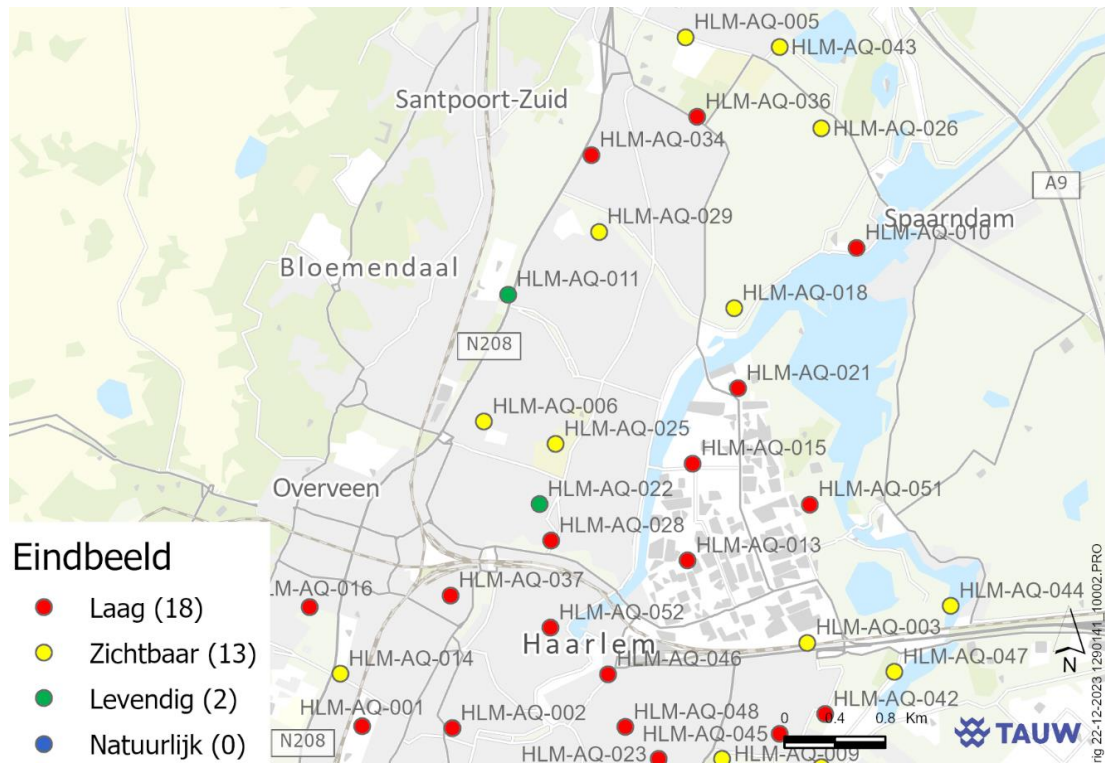 HLM-AQ-005
HLM-AQ-043
Santpoort-Zuid
HLM-AQ-036
HLM-AQ-026
HLM-AQ-034
A9
HLM-AQ-029
Spaarndam
HLM-AQ-010
Bloemendaal
HLM-AQ-011
HLM-AQ-018
N208
HLM-AQ-021
HLM-AQ-006
HLM-AQ-025
HLM-AQ-015
Overveen
HLM-AQ-022
HLM-AQ-051
HLM-AQ-028
HLM-AQ-013
Eindbeeld
Laag (18)
Zichtbaar (13)
Levendig (2)
Natuurlijk (0)
LM-AQ-016
HLM-AQ-037
HLM-AQ-044
HLM-AQ-052
HLM-AQ-003
Haarlem
HLM-AQ-014
HLM-AQ-046
HLM-AQ-047
N
HLM-AQ-001
HLM-AQ-002
HLM-AQ-048
HLM-AQ-042
N208
HLM-AQ-045
0 0.4 0.8 Km
HLM-AQ-023
HLM-AQ-009
TAUW
rig 22-12-2023 1290141_10002.PRO